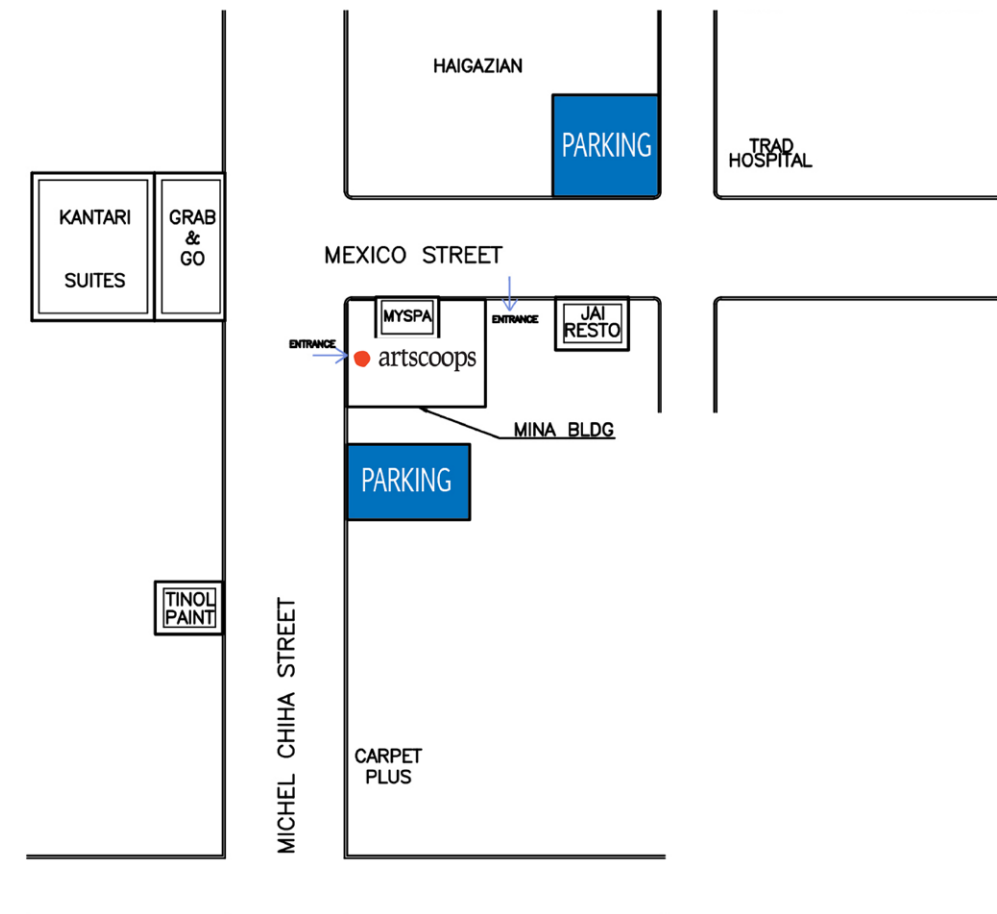 HAIGAZIAN
PARKING
TRAD
HOSPITAL
KANTARI
SUITES
GRAB
&
GO
MEXICO STREET
ENTRANCE
MYSPA
ENTRANCE
JAI
RESTO
artscoops
MINA BLDG
PARKING
TINOL
PAINT
MICHEL CHIHA STREET
CARPET
PLUS